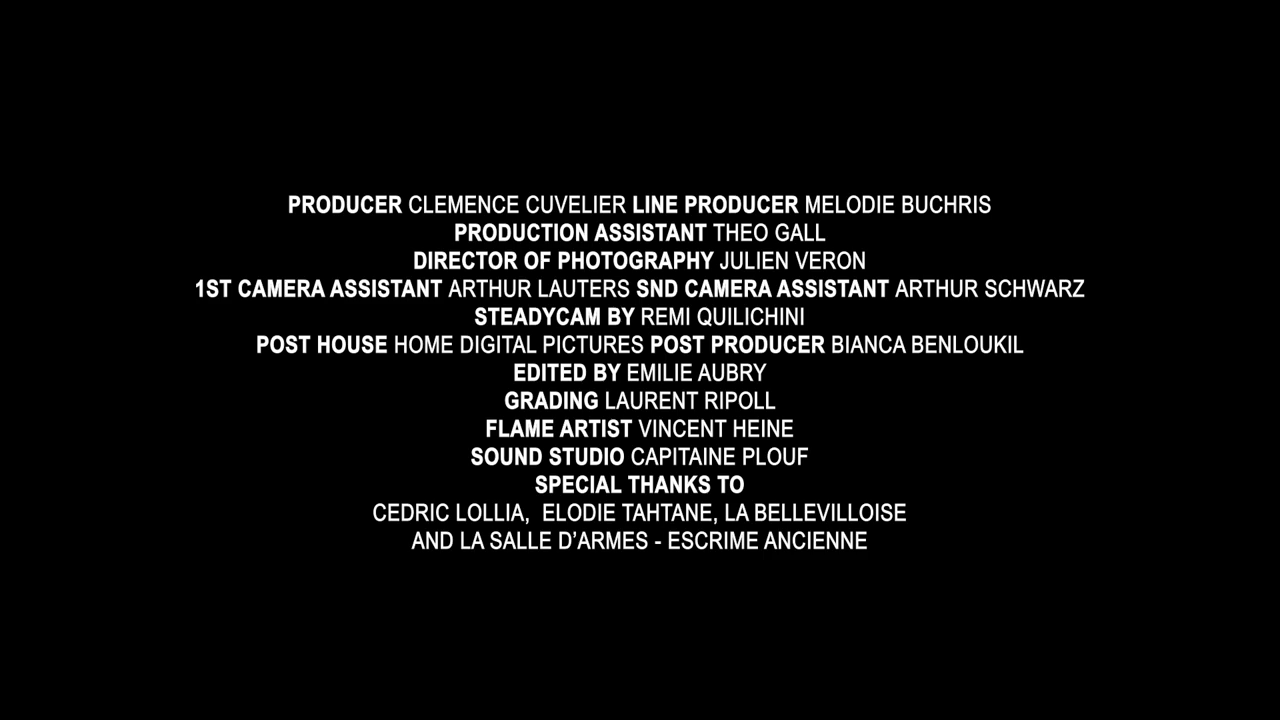 PRODUCER CLEMENCE CUVELIER LINE PRODUCER MELODIE BUCHRIS
PRODUCTION ASSISTANT THEO GALL
DIRECTOR OF PHOTOGRAPHY JULIEN VERON
1ST CAMERA ASSISTANT ARTHUR LAUTERS SND CAMERA ASSISTANT ARTHUR SCHWARZ
STEADYCAM BY REMI QUILICHINI
POST HOUSE HOME DIGITAL PICTURES POST PRODUCER BIANCA BENLOUKIL
EDITED BY EMILIE AUBRY
GRADING LAURENT RIPOLL
FLAME ARTIST VINCENT HEINE
SOUND STUDIO CAPITAINE PLOUF
SPECIAL THANKS TO
CEDRIC LOLLIA,  ELODIE TAHTANE, LA BELLEVILLOISE
AND LA SALLE D’ARMES - ESCRIME ANCIENNE